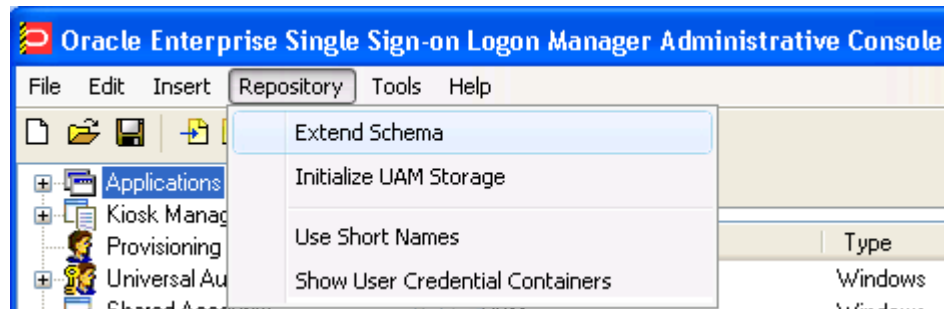 Oracle Enterprise Single Sign-on Logon Manager Administrative Console
File Edit Insert Repository Tools Help
Extend Schema
Applications
Initialize UAM Storage
Kiosk Manag
Use Short Names
Provisioning
Type
Universal Au
Show User Credential Containers
Windows